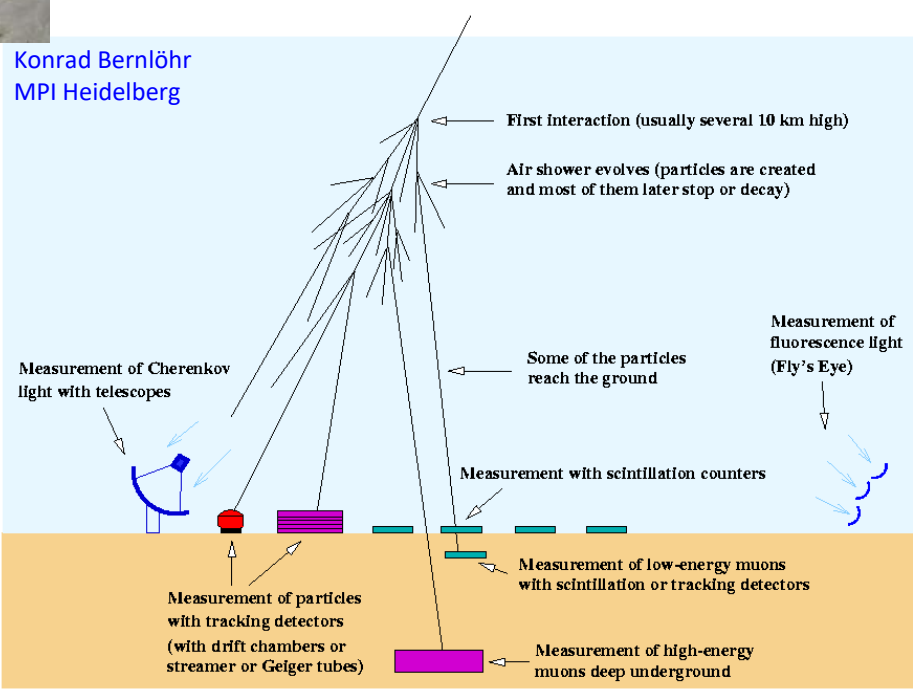 Konrad Bernlöhr
MPI Heidelberg
First interaction (usually several 10 km high)
Air shower evolves (particles are created
and most of them later stop or decay)
Measurement of
fluorescence light
(Fly's Eye)
Some of the particles
reach the ground
Measurement of Cherenkov
light with telescopes
Measurement with scintillation counters
Measurement of low-energy muons
with scintillation or tracking detectors
Measurement of particles
with tracking detectors
(with drift chambers or
streamer or Geiger tubes)
Measurement of high-energy
muons deep underground